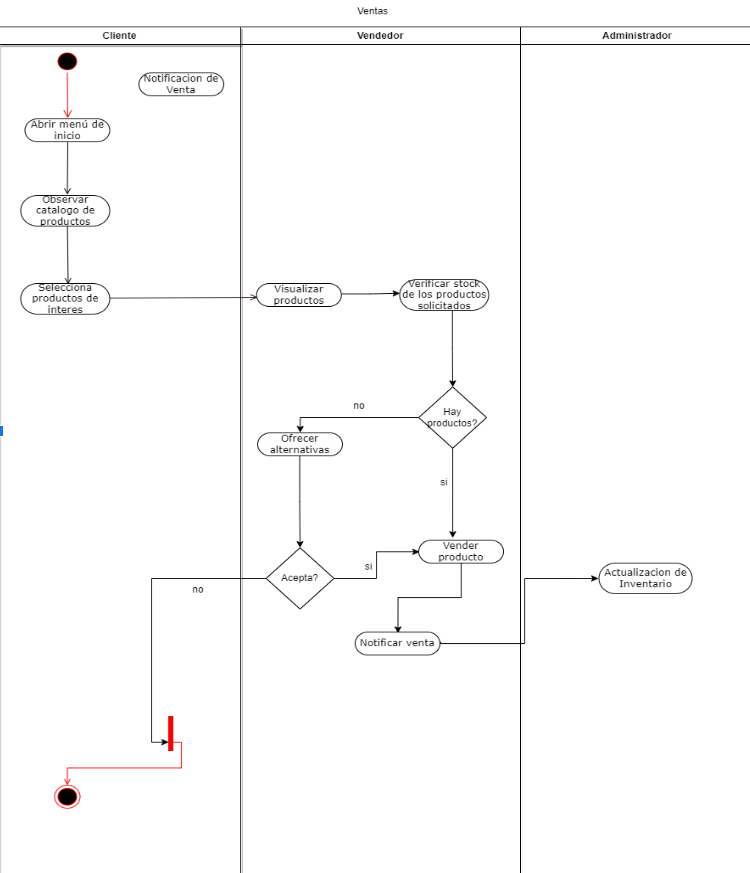 Ventas
Cliente
Vendedor
Administrador
Notificacion de
Venta
Abrir menú de
inicio
Observar
catalogo de
productos
Selecciona
productos de
interes
Visualizar
productos
Verificar stock
de los productos
solicitados
Hay
productos?
no
Ofrecer
alternativas
si
Vender
producto
Acepta?
si
no
Actualizacion de
Inventario
Notificar venta